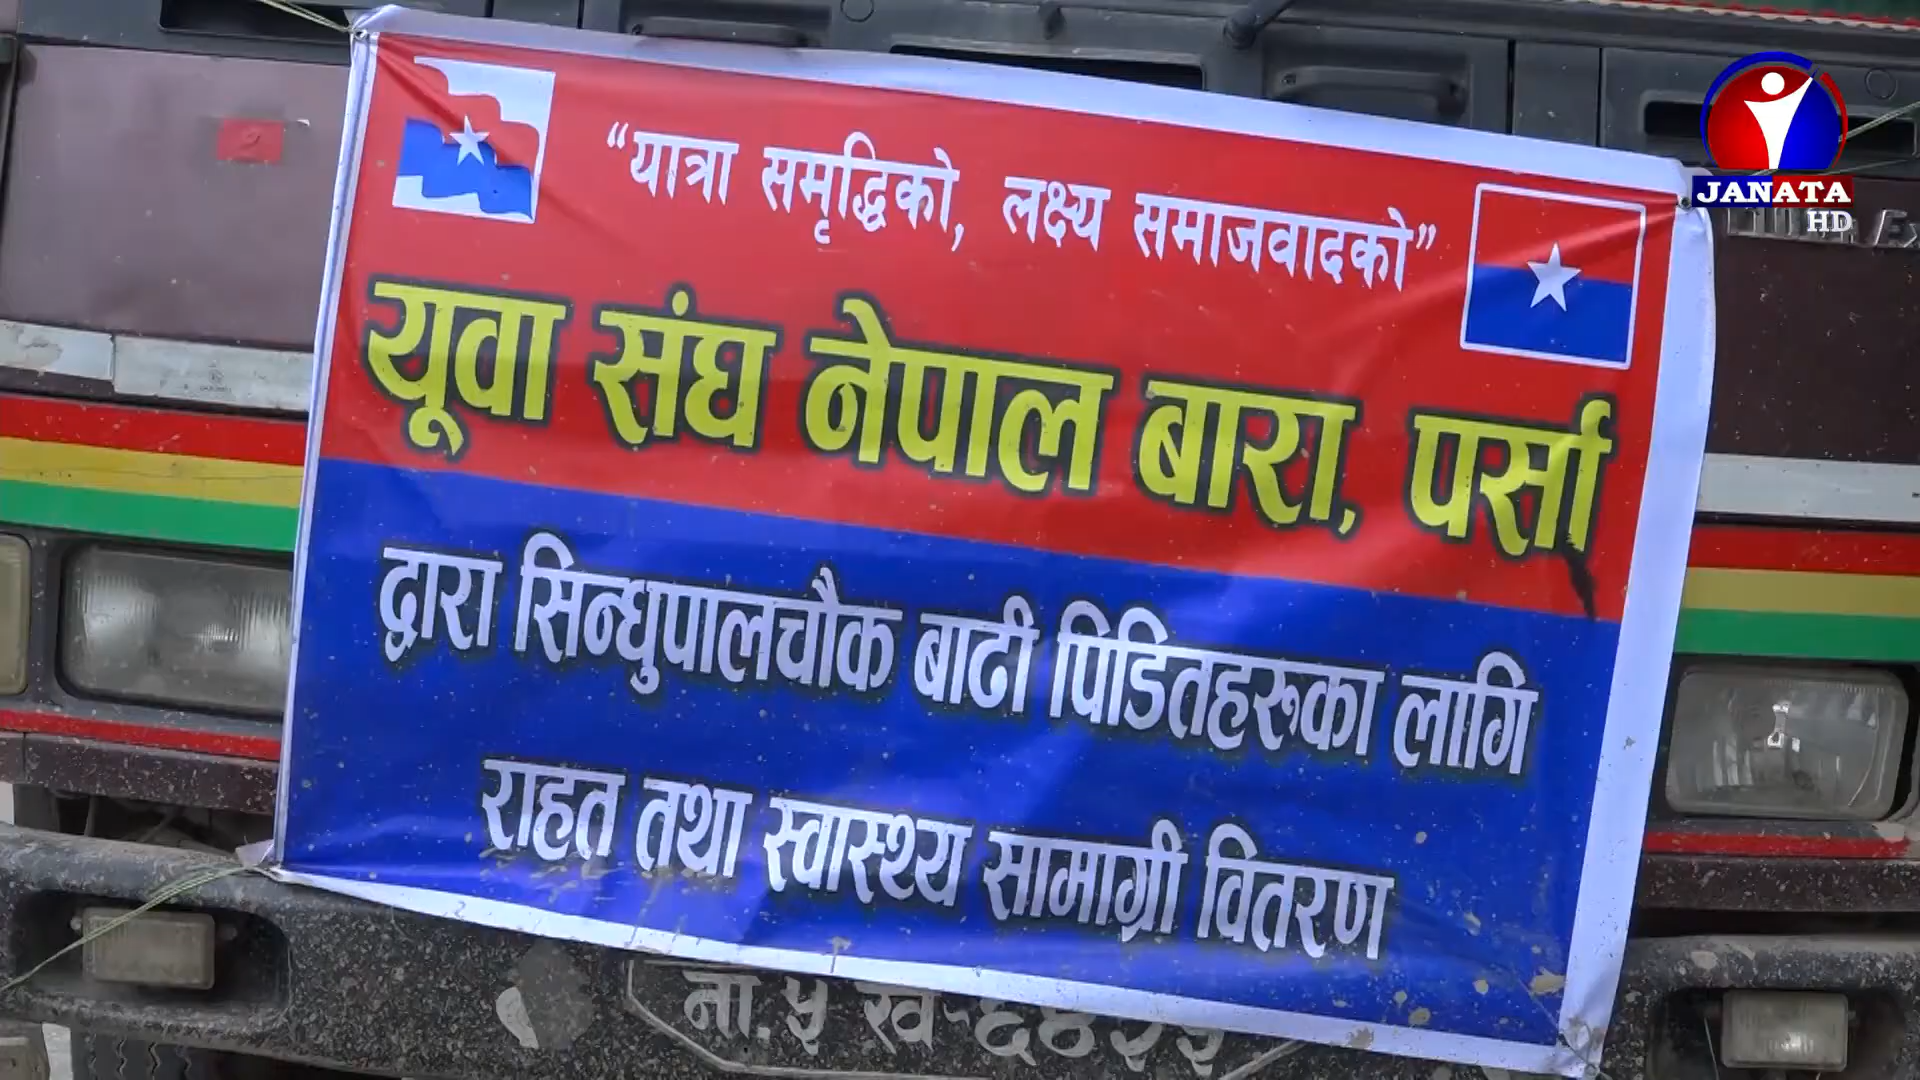 “यात्रा समृद्धिको, लक्ष्य समाजवादको”
यूवा संघ नेपाल बारा, पर्सा
द्वारा सिन्धुपालचौक बाढी पिडितहरुका लागि
राहत तथा स्वास्थ्य सामाग्री वितरण
JANATA
HD